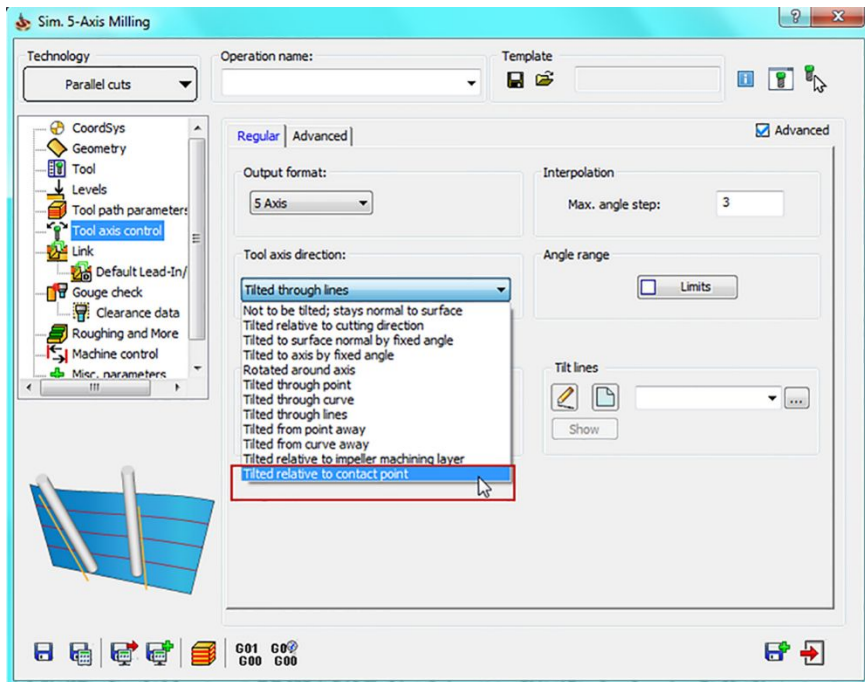 Sim. 5-Axis Milling
Technology
Parallel cuts
Operation name:
Template
CoordSys
Geometry
Tool
Levels
Tool path parameters
Tool axis control
Link
Default Lead-In/
Gouge check
Clearance data
Roughing and More
Machine control
Misc. parameters
Regular
Advanced
Advanced
Output format:
5 Axis
Interpolation
Max. angle step:
3
Tool axis direction:
Tilted through lines
Angle range
Limits
Not to be tilted; stays normal to surface
Tilted relative to cutting direction
Tilted to surface normal by fixed angle
Tilted to axis by fixed angle
Rotated around axis
Tilted through point
Tilted through curve
Tilted through lines
Tilted from point away
Tilted from curve away
Tilted relative to impeller machining layer
Tilted relative to contact point
Tilt lines
...
Show
G01 G0
G00 G00